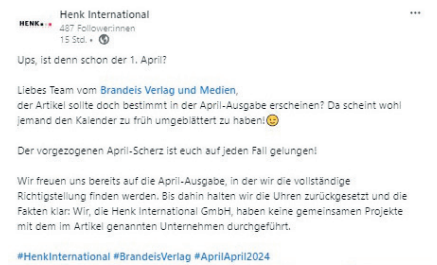 HENK
Henk International
487 Follower:innen
15 Std. •
Ups, ist denn schon der 1. April?
Liebes Team vom Brandeis Verlag und Medien,
der Artikel sollte doch bestimmt in der April-Ausgabe erscheinen? Da scheint wohl
jemand den Kalender zu früh umgeblättert zu haben!🙂
Der vorgezogenen April-Scherz ist euch auf jeden Fall gelungen!
Wir freuen uns bereits auf die April-Ausgabe, in der wir die vollständige
Richtigstellung finden werden. Bis dahin halten wir die Uhren zurückgesetzt und die
Fakten klar: Wir, die Henk International GmbH, haben keine gemeinsamen Projekte
mit dem im Artikel genannten Unternehmen durchgeführt.
#HenkInternational #BrandeisVerlag #AprilApril2024